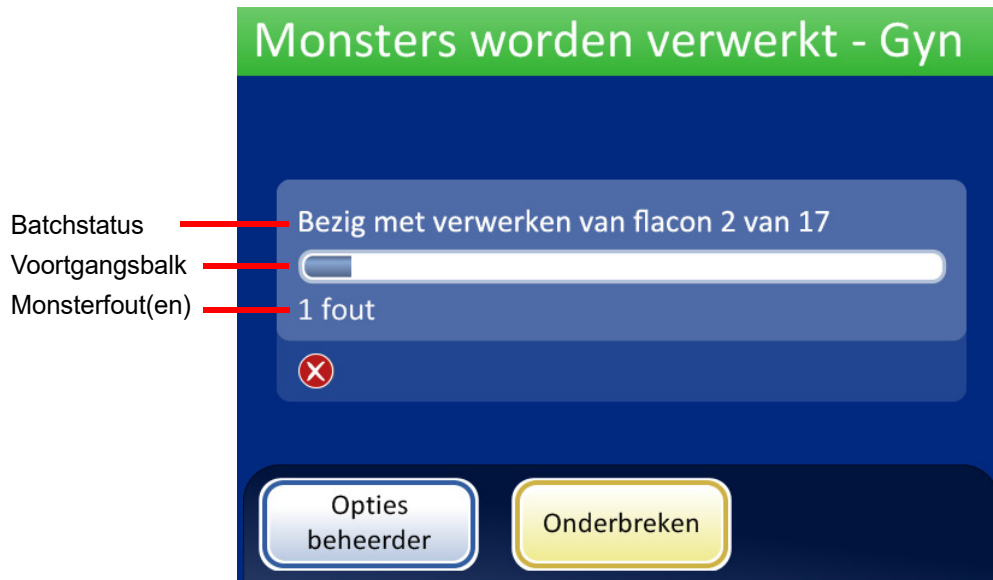 Monsters worden verwerkt - Gyn
Batchstatus
Bezig met verwerken van flacon 2 van 17
Voortgangsbalk
Monsterfout(en)
1 fout
Opties
beheerder
Onderbreken